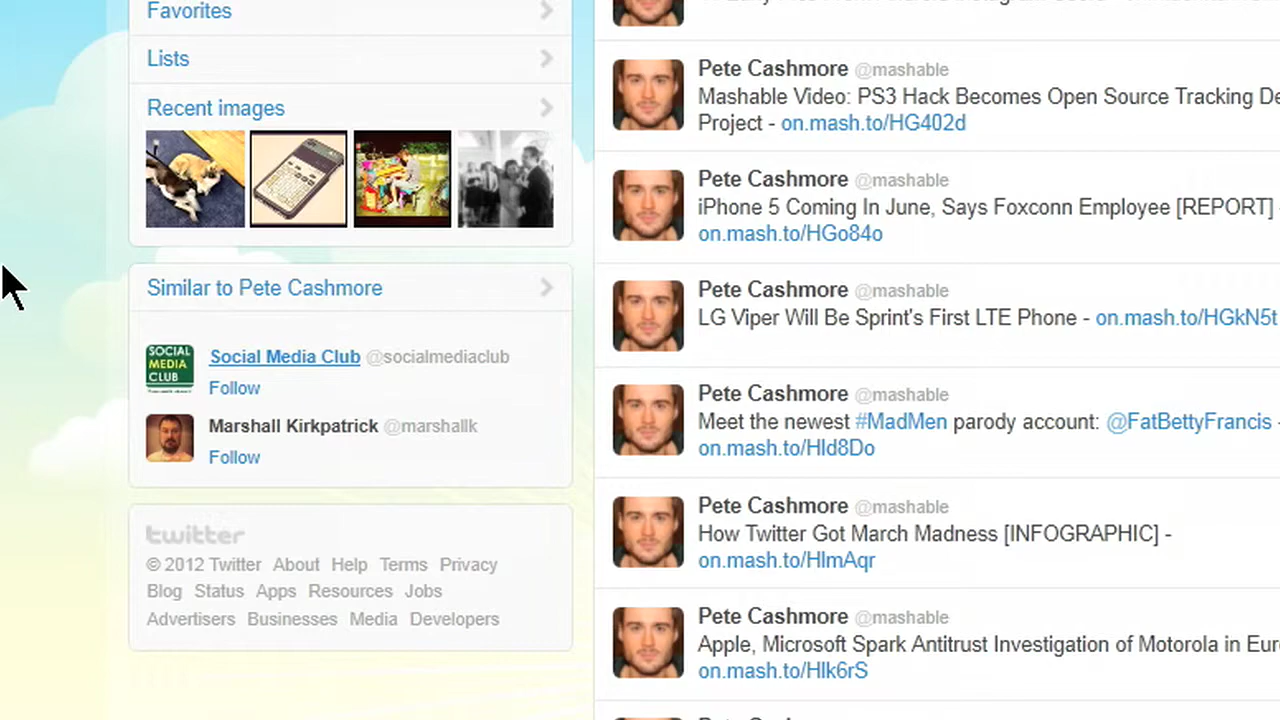 Favorites
Lists
Recent images
Similar to Pete Cashmore
SOCIAL
MEDIA
CLUB
Social Media Club @socialmediaclub
Follow
Marshall Kirkpatrick @marshallk
Follow
twitter
© 2012 Twitter About Help Terms Privacy
Blog Status Apps Resources Jobs
Advertisers Businesses Media Developers
Pete Cashmore @mashable
Mashable Video: PS3 Hack Becomes Open Source Tracking De
Project - on.mash.to/HG402d
Pete Cashmore @mashable
iPhone 5 Coming In June, Says Foxconn Employee [REPORT] -
on.mash.to/HGo84o
Pete Cashmore @mashable
LG Viper Will Be Sprint's First LTE Phone - on.mash.to/HGkN5t
Pete Cashmore @mashable
Meet the newest #MadMen parody account: @FatBettyFrancis -
on.mash.to/HId8Do
Pete Cashmore @mashable
How Twitter Got March Madness [INFOGRAPHIC] -
on.mash.to/HlmAqr
Pete Cashmore @mashable
Apple, Microsoft Spark Antitrust Investigation of Motorola in Eur
on.mash.to/HIk6rS